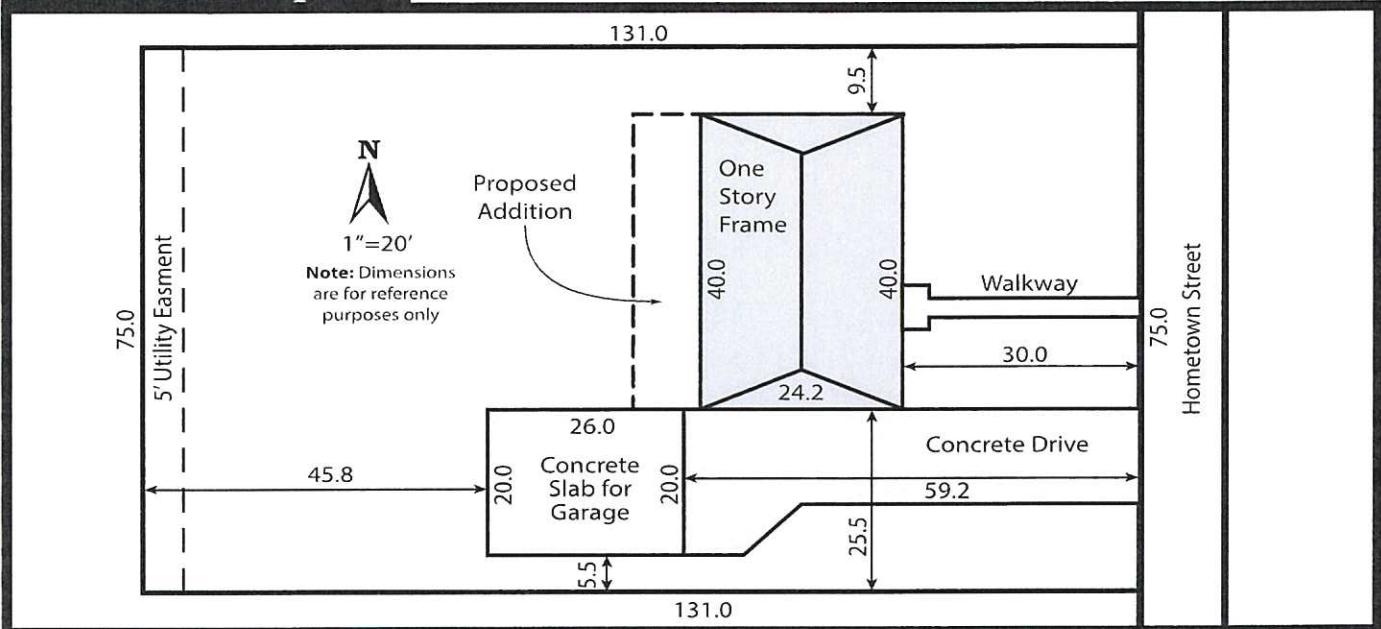 131.0
9.5
N
1"=20'
Note: Dimensions
are for reference
purposes only
Proposed
Addition
One
Story
Frame
40.0
40.0
Walkway
75.0
5' Utility Easment
75.0
Hometown Street
30.0
24.2
26.0
Concrete Drive
45.8
20.0
Concrete
Slab for
Garage
20.0
59.2
25.5
5.5
131.0